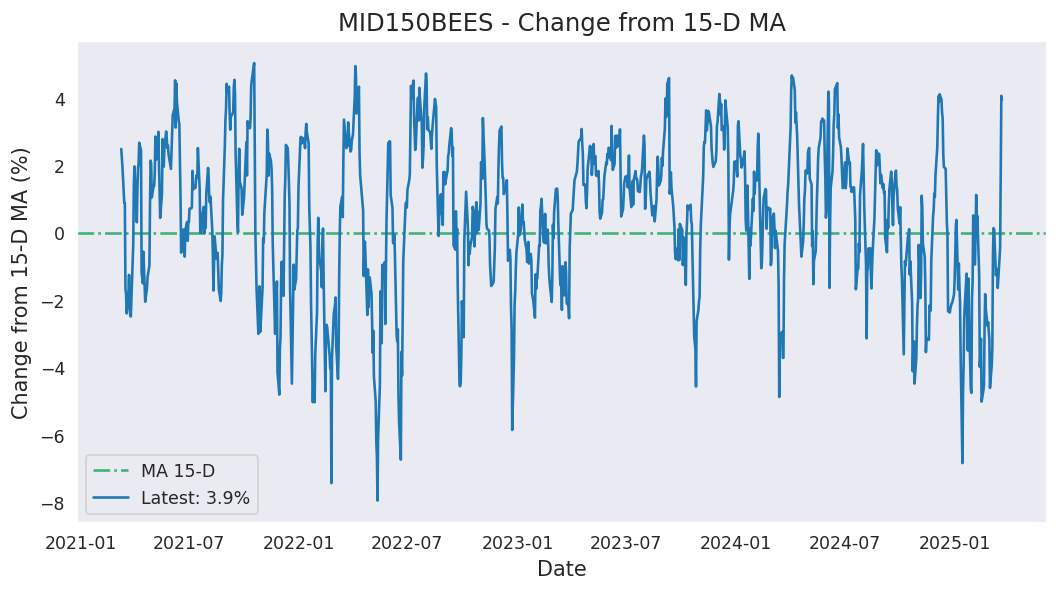 MID150BEES - Change from 15-D MA
Change from 15-D MA (%)
4
2
0
−2
−4
−6
−8
MA 15-D
Latest: 3.9%
2021-01 2021-07 2022-01 2022-07 2023-01 2023-07 2024-01 2024-07 2025-01
Date